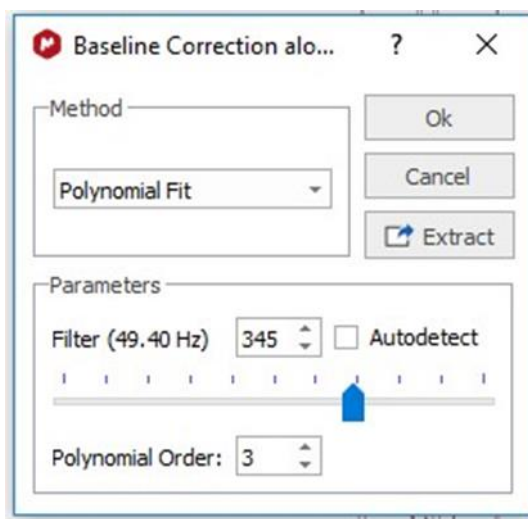 Baseline Correction alo... ?
Method
Ok
Polynomial Fit
Cancel
Extract
Parameters
Filter (49.40 Hz) 345 Autodetect
Polynomial Order: 3